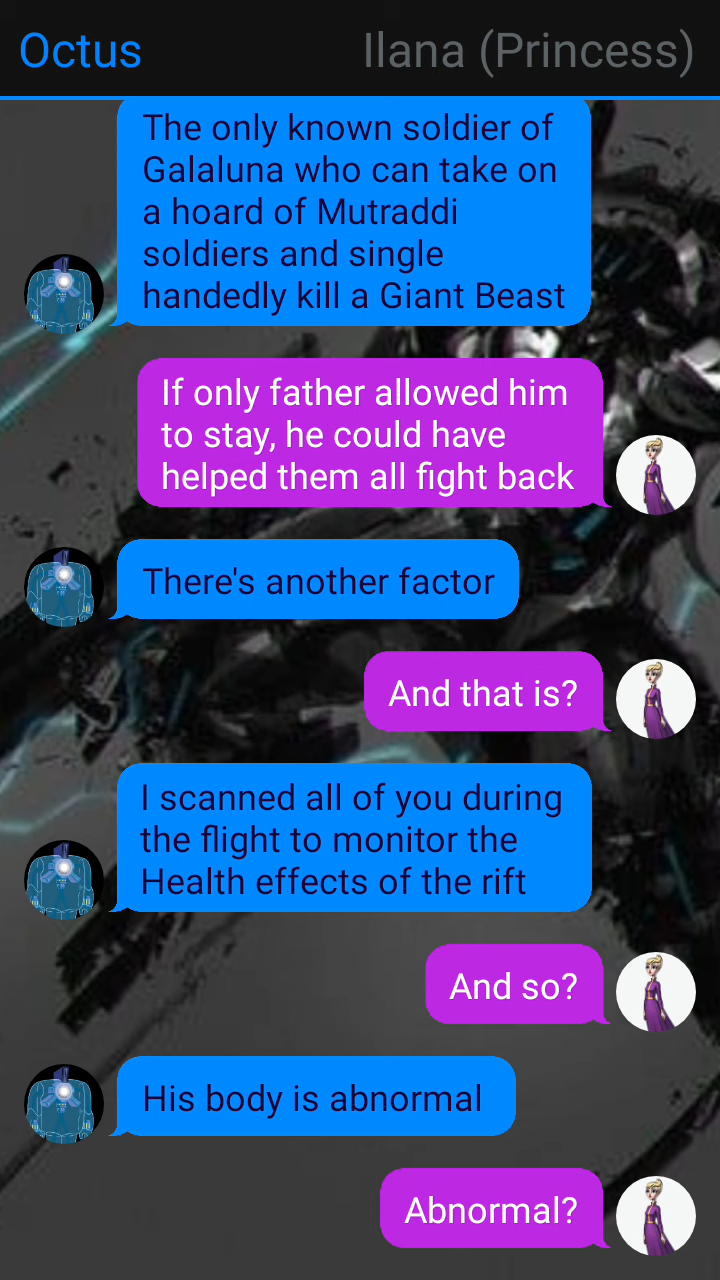 Octus
Ilana (Princess)
The only known soldier of
Galaluna who can take on
a hoard of Mutraddi
soldiers and single
handedly kill a Giant Beast
If only father allowed him
to stay, he could have
helped them all fight back
There's another factor
And that is?
I scanned all of you during
the flight to monitor the
Health effects of the rift
And so?
His body is abnormal
Abnormal?